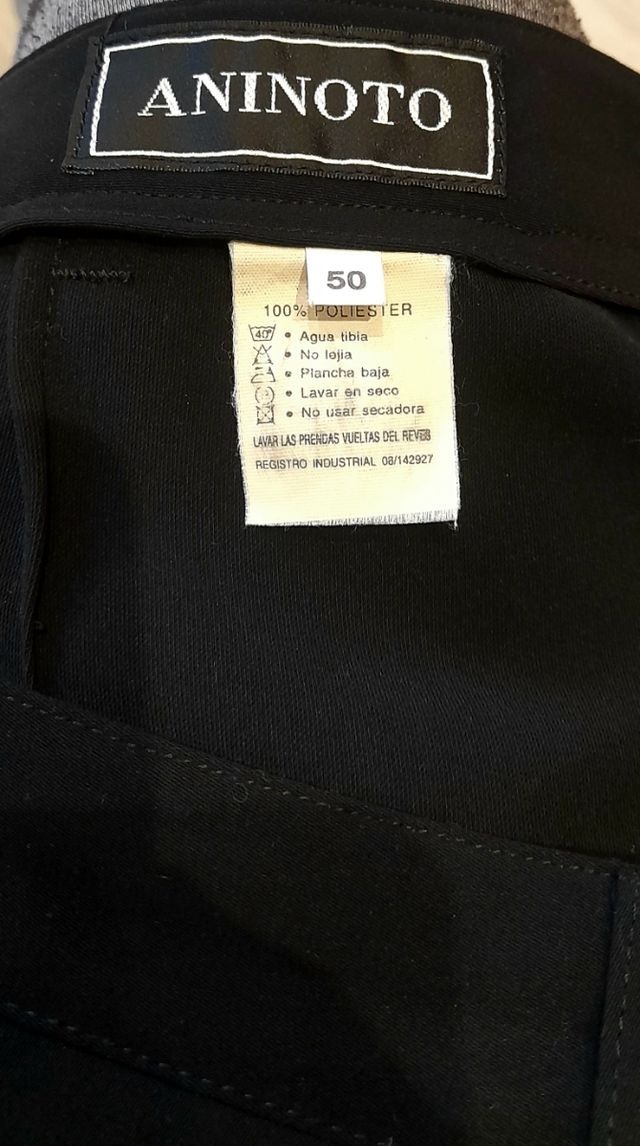 ANINOTO
50
100% POLIESTER
40°
• Agua tibia
• No lejia
• Plancha baja
• Lavar en seco
• No usar secadora
LAVAR LAS PRENDAS VUELTAS DEL REVES
REGISTRO INDUSTRIAL 08/142927